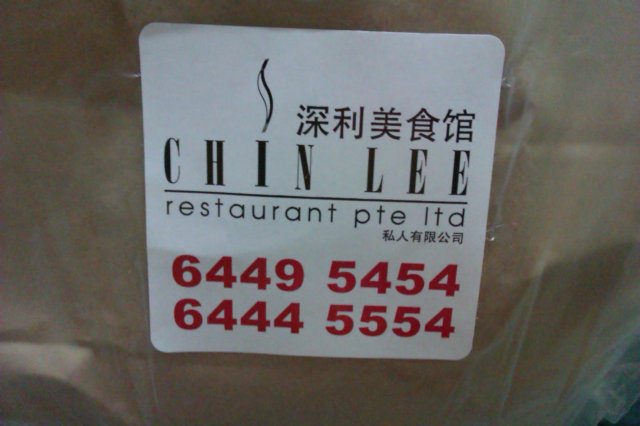 深利美食馆
CHIN LEE
restaurant pte ltd
私人有限公司
6449 5454
6444 5554